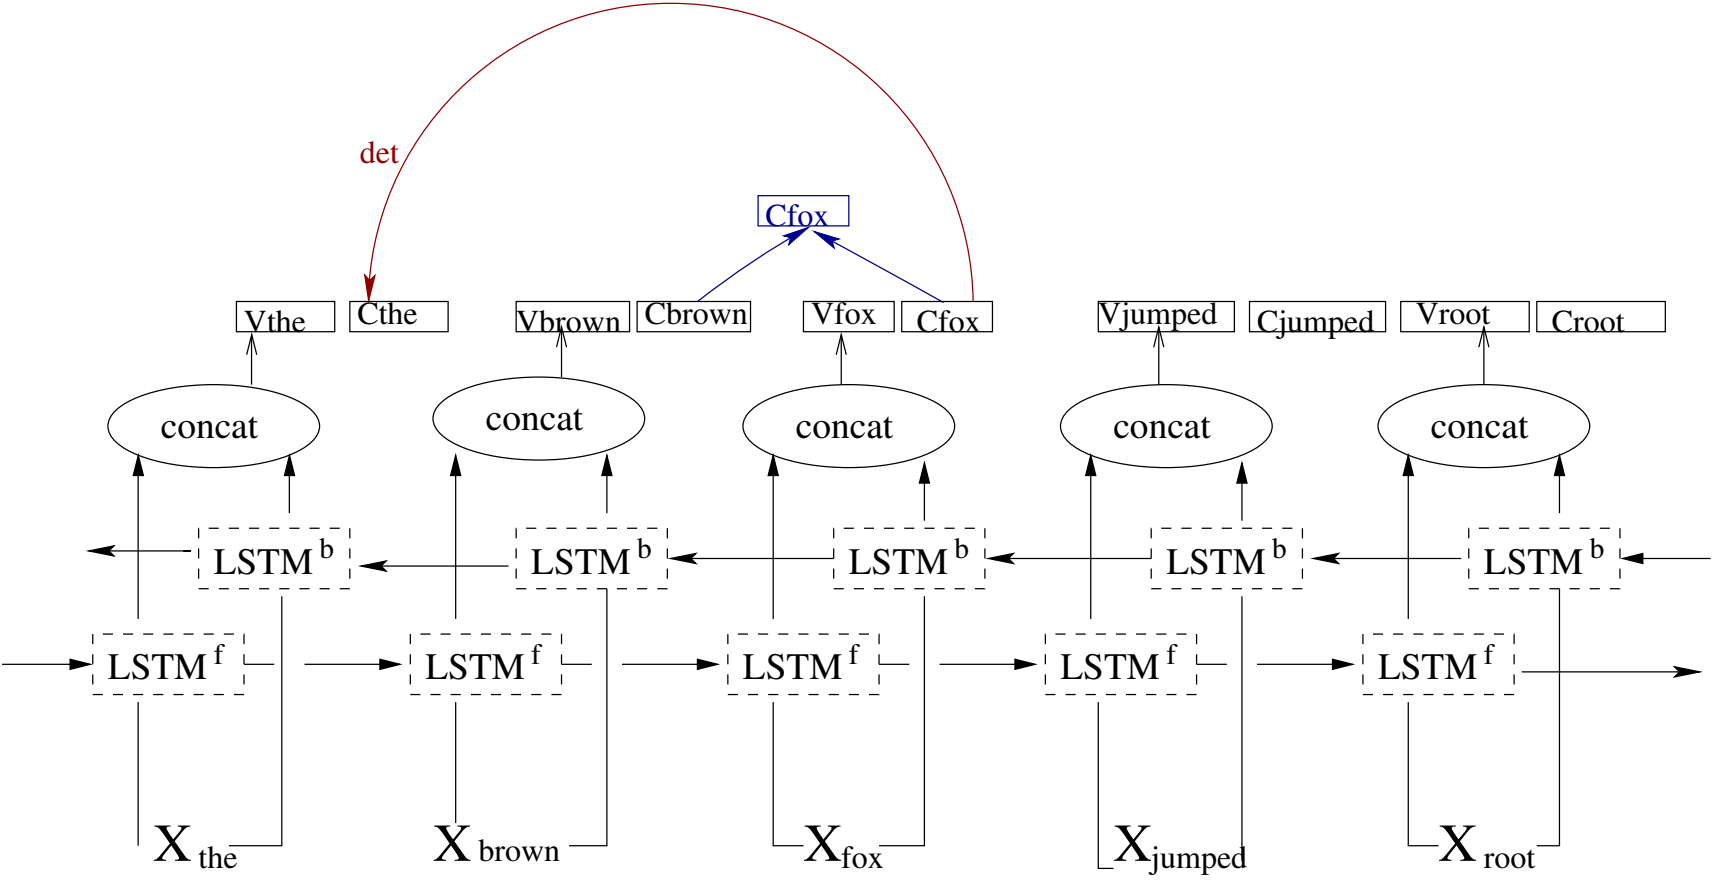 det
Cfox
Vthe Cthe Vbrown Cbrown Vfox Cfox Vjumped Cjumped Vroot Croot
concat concat concat concat concat
LSTM b LSTM b LSTM b LSTM b LSTM b
LSTM f LSTM f LSTM f LSTM f LSTM f
X the X brown X fox X jumped X root